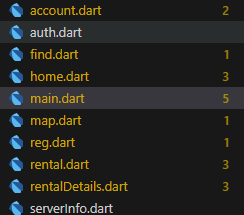 account.dart 2
auth.dart
find.dart 1
home.dart 3
main.dart 5
map.dart 1
reg.dart 1
rental.dart 3
rentalDetails.dart 3
serverInfo.dart